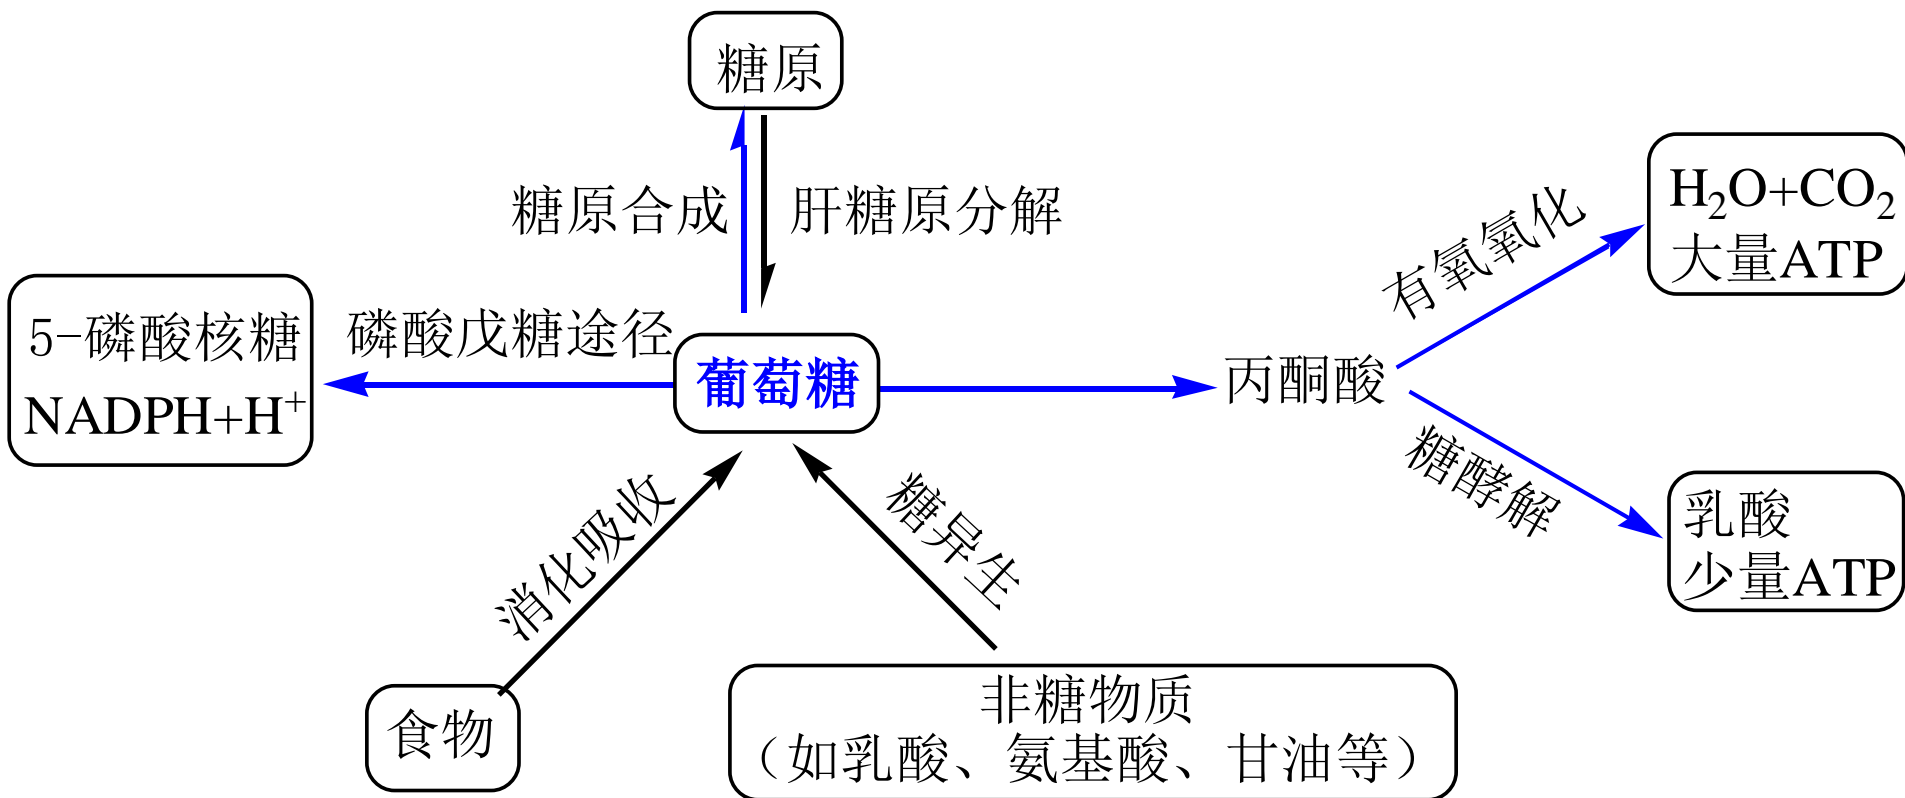 糖原
糖原合成
肝糖原分解
有氧氧化
H₂O+CO₂
大量ATP
5-磷酸核糖
NADPH+H⁺
磷酸戊糖途径
葡萄糖
丙酮酸
糖酵解
乳酸
少量ATP
消化吸收
糖异生
食物
非糖物质
（如乳酸、氨基酸、甘油等）